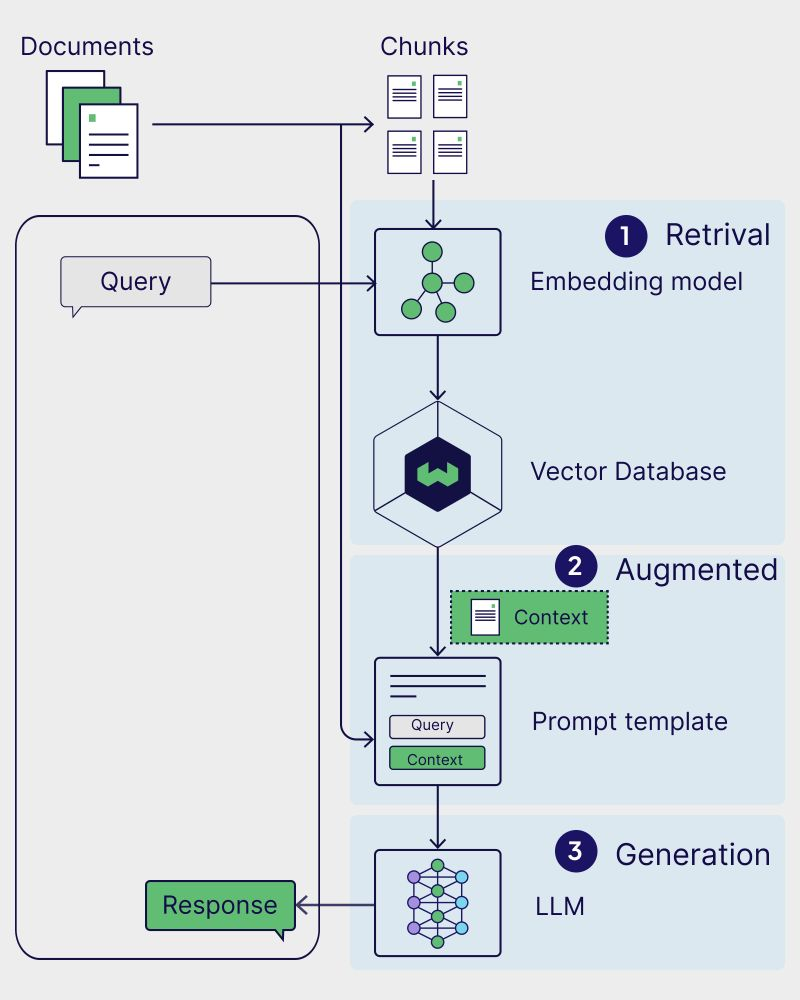 Documents
Chunks
1 Retrival
Query
Embedding model
Vector Database
2 Augmented
Context
Query
Context
Prompt template
3 Generation
Response
LLM